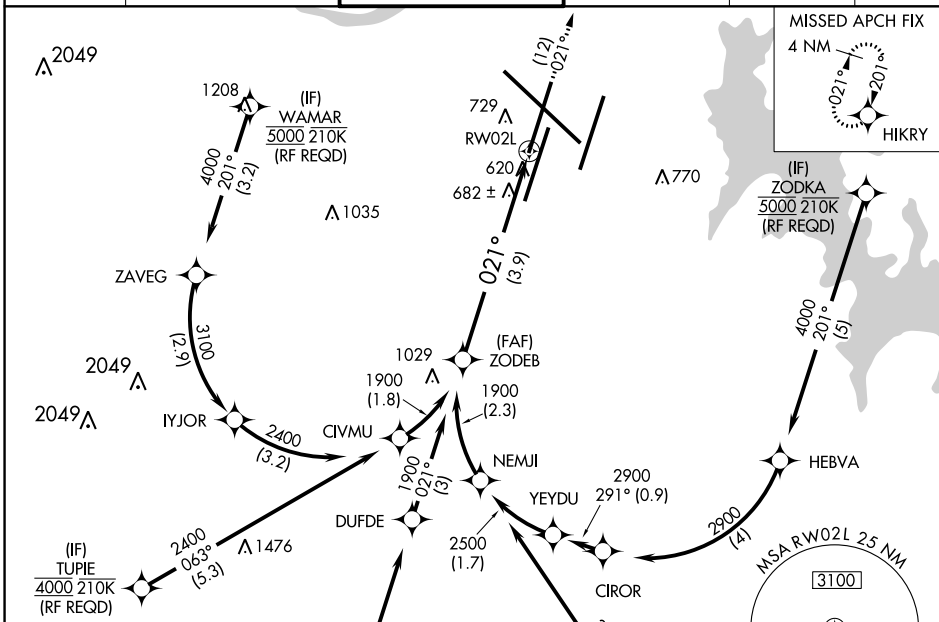 2049
1208
(IF)
WAMAR
5000 210K
(RF REQD)
4000
201°
(3.2)
1035
ZAVEG
3100
(2.9)
2049
2049
IYJOR
2400
(3.2)
CIVMU
(IF)
TUPIE
4000 210K
(RF REQD)
2400
063°
(5.3)
1476
(12)
021°
729
RW02L
620
682 ±
770
021°
(3.9)
(FAF)
ZODEB
1029
1900
(1.8)
1900
(2.3)
1900
021°
(3)
DUFDE
NEMJI
YEYDU
2500
(1.7)
2900
291° (0.9)
CIROR
2900
(4)
HEBVA
4000
201°
(5)
(IF)
ZODKA
5000 210K
(RF REQD)
MISSED APCH FIX
4 NM
021°
201°
HIKRY
MSA RW02L 25 NM
3100